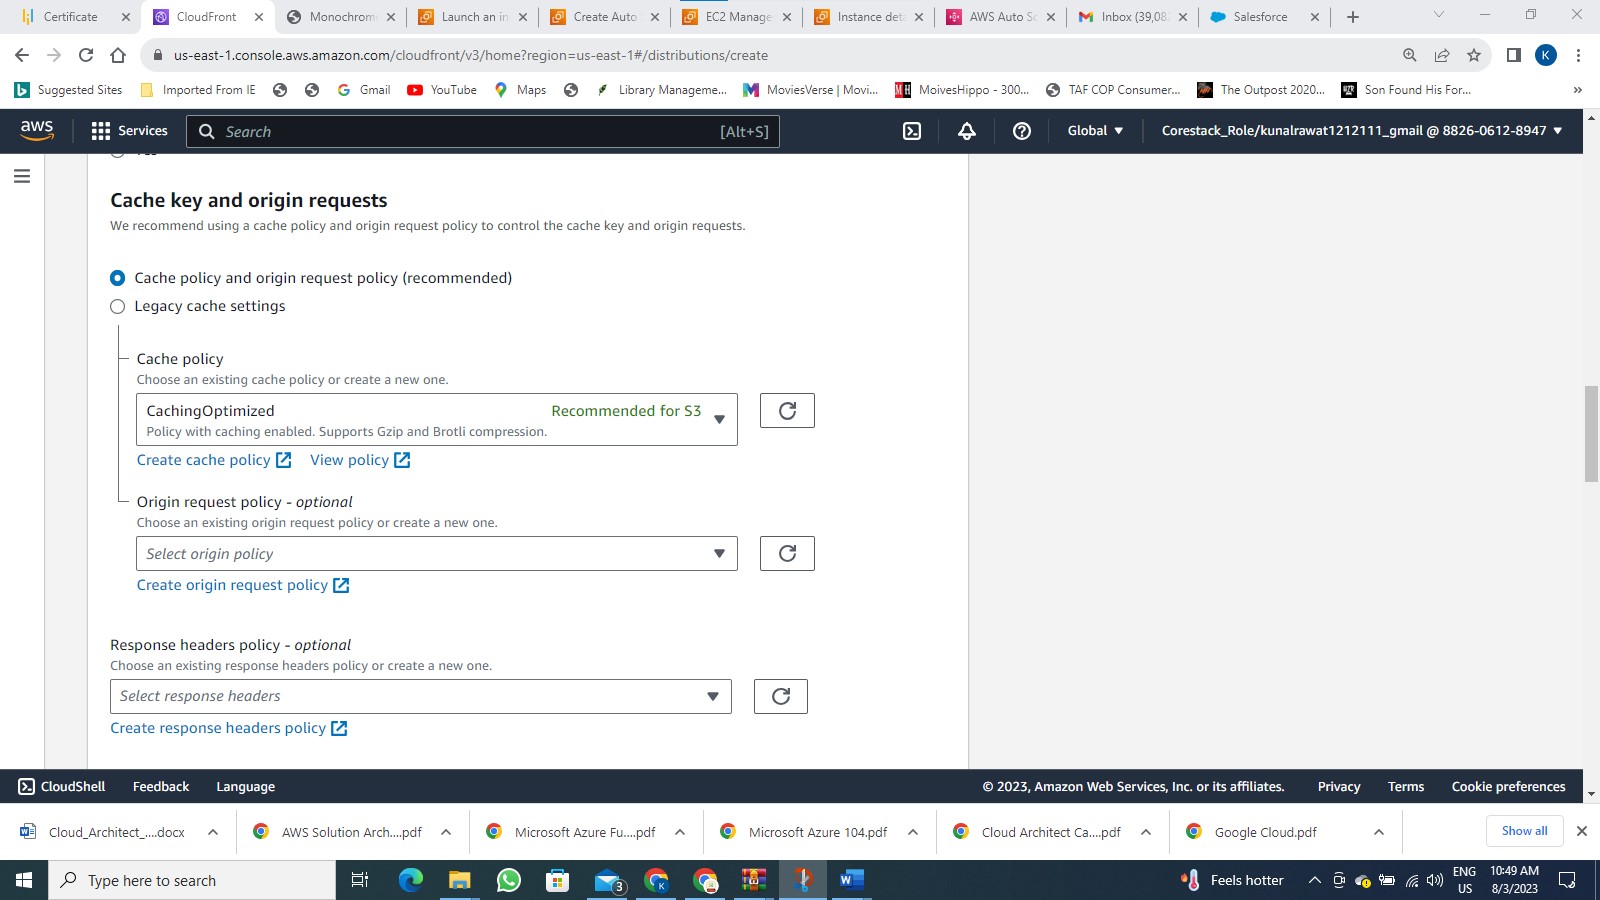 Certificate
CloudFront
Monochrom
Launch an in
Create Auto
EC2 Manage
Instance det
AWS Auto Sc
Inbox (39,08
Salesforce
us-east-1.console.aws.amazon.com/cloudfront/v3/home?region=us-east-1#/distributions/create
K
Suggested Sites
Imported From IE
Gmail
YouTube
Maps
Library Manageme...
MoviesVerse | Movi...
MoivesHippo - 300...
TAF COP Consumer...
The Outpost 2020...
Son Found His For...
aws
Services
Search
[Alt+S]
Global
Corestack_Role/kunalrawat1212111_gmail @ 8826-0612-8947
Cache key and origin requests
We recommend using a cache policy and origin request policy to control the cache key and origin requests.
Cache policy and origin request policy (recommended)
Legacy cache settings
Cache policy
Choose an existing cache policy or create a new one.
CachingOptimized
Recommended for S3
Policy with caching enabled. Supports Gzip and Brotli compression.
Create cache policy
View policy
Origin request policy - optional
Choose an existing origin request policy or create a new one.
Select origin policy
Create origin request policy
Response headers policy - optional
Choose an existing response headers policy or create a new one.
Select response headers
Create response headers policy
CloudShell
Feedback
Language
© 2023, Amazon Web Services, Inc. or its affiliates.
Privacy
Terms
Cookie preferences
Cloud_Architect_....docx
AWS Solution Arch....pdf
Microsoft Azure Fu....pdf
Microsoft Azure 104.pdf
Cloud Architect Ca....pdf
Google Cloud.pdf
Show all
Type here to search
3
Feels hotter
ENG
US
10:49 AM
8/3/2023